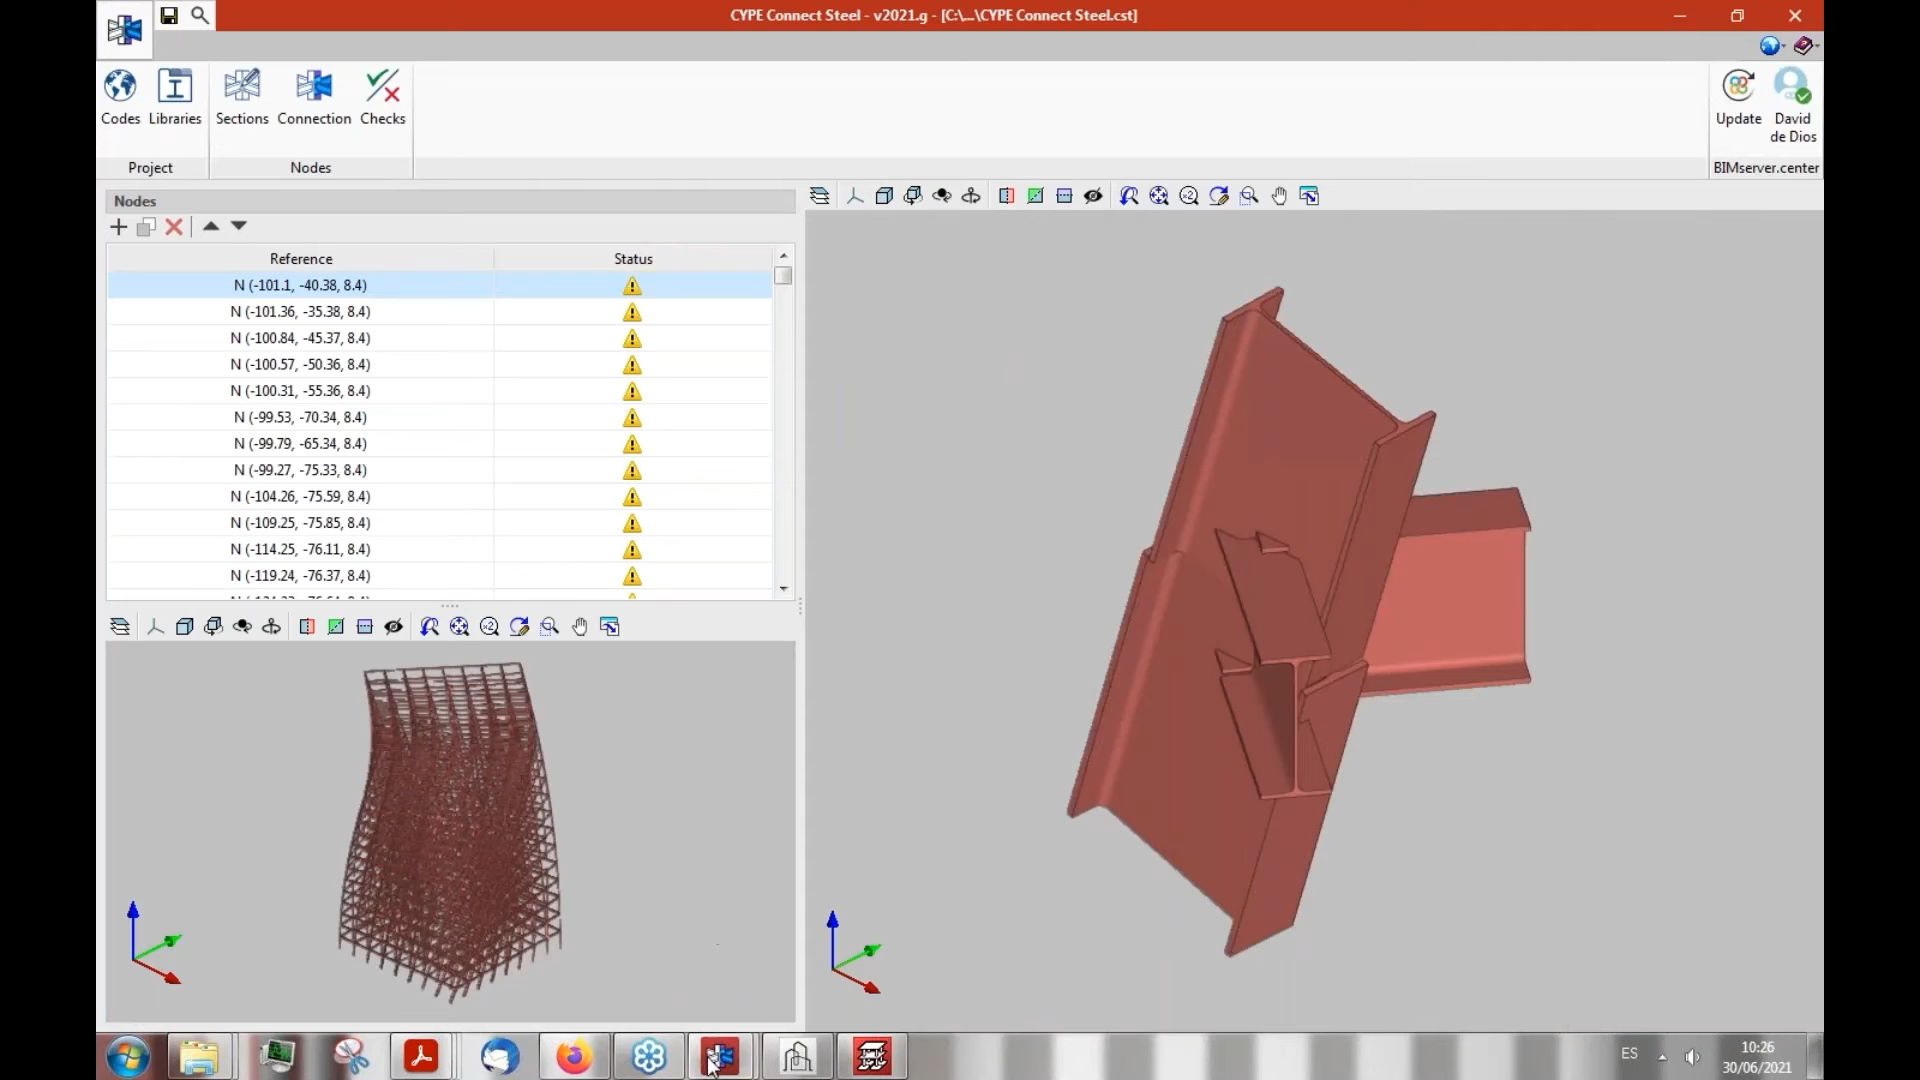 CYPE Connect Steel - v2021.g - [C:\...\CYPE Connect Steel.cst]
Codes Libraries Sections Connection Checks Update David de Dios
Project Nodes BIMserver.center
Nodes
Reference Status
N (-101.1, -40.38, 8.4)
N (-101.36, -35.38, 8.4)
N (-100.84, -45.37, 8.4)
N (-100.57, -50.36, 8.4)
N (-100.31, -55.36, 8.4)
N (-99.53, -70.34, 8.4)
N (-99.79, -65.34, 8.4)
N (-99.27, -75.33, 8.4)
N (-104.26, -75.59, 8.4)
N (-109.25, -75.85, 8.4)
N (-114.25, -76.11, 8.4)
N (-119.24, -76.37, 8.4)
ES
10:26
30/06/2021